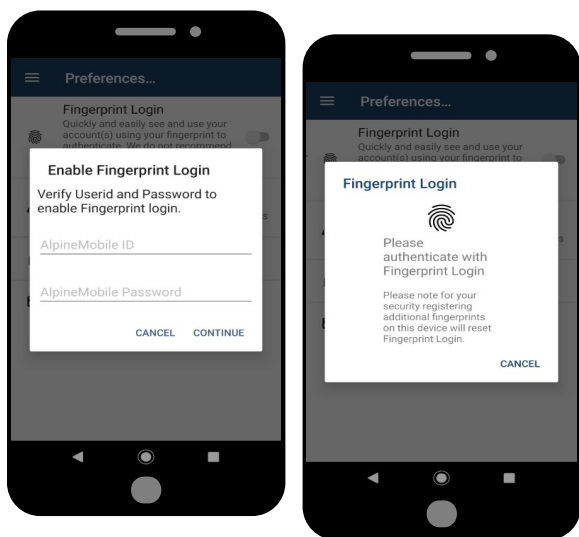 Preferences...
Fingerprint Login
Quickly and easily see and use your
account(s) using your fingerprint to
authenticate. We do not recommend
Enable Fingerprint Login
Verify Userid and Password to
enable Fingerprint login.
AlpineMobile ID
AlpineMobile Password
CANCEL CONTINUE
s
Preferences...
Fingerprint Login
Quickly and easily see and use your
account(s) using your fingerprint to
Fingerprint Login
Please
authenticate with
Fingerprint Login
Please note for your
security registering
additional fingerprints
on this device will reset
Fingerprint Login.
CANCEL
s